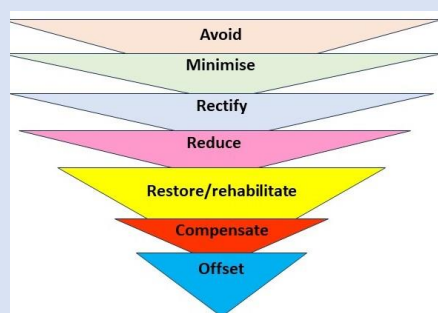 Avoid
Minimise
Rectify
Reduce
Restore/rehabilitate
Compensate
Offset